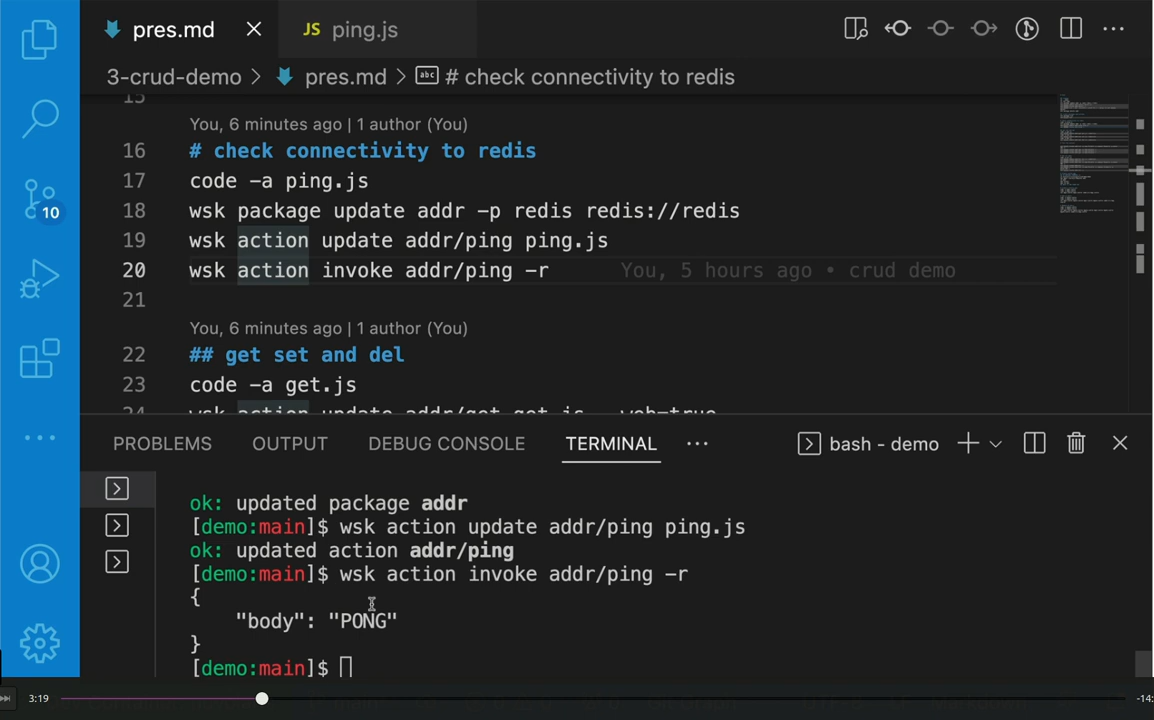 pres.md
JS ping.js
3-crud-demo > pres.md > abc # check connectivity to redis
15
You, 6 minutes ago | 1 author (You)
16 # check connectivity to redis
17 code -a ping.js
18 wsk package update addr -p redis redis://redis
19 wsk action update addr/ping ping.js
20 wsk action invoke addr/ping -r You, 5 hours ago • crud demo
21
You, 6 minutes ago | 1 author (You)
22 ## get set and del
23 code -a get.js
24 wsk action update addr/get get.js --web=true
10
PROBLEMS OUTPUT DEBUG CONSOLE TERMINAL ... bash - demo
ok: updated package addr
[demo:main]$ wsk action update addr/ping ping.js
ok: updated action addr/ping
[demo:main]$ wsk action invoke addr/ping -r
{
"body": "PONG"
}
[demo:main]$
3:19
-14: